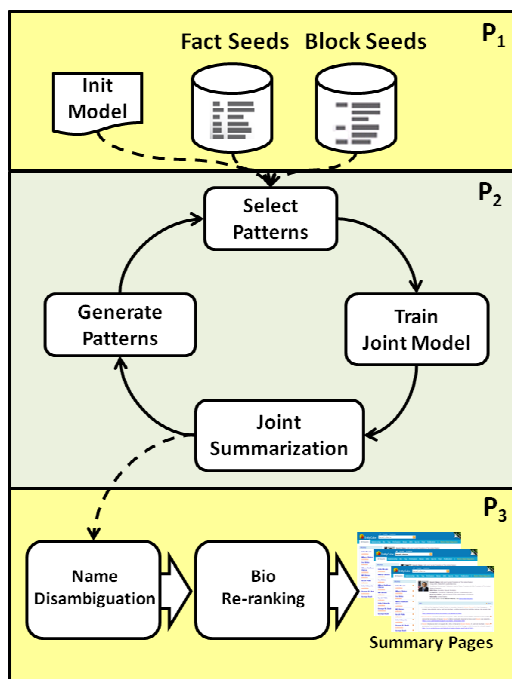 Fact Seeds
Block Seeds
P1
Init
Model
P2
Select
Patterns
Generate
Patterns
Train
Joint Model
Joint
Summarization
P3
Name
Disambiguation
Bio
Re-ranking
Summary Pages